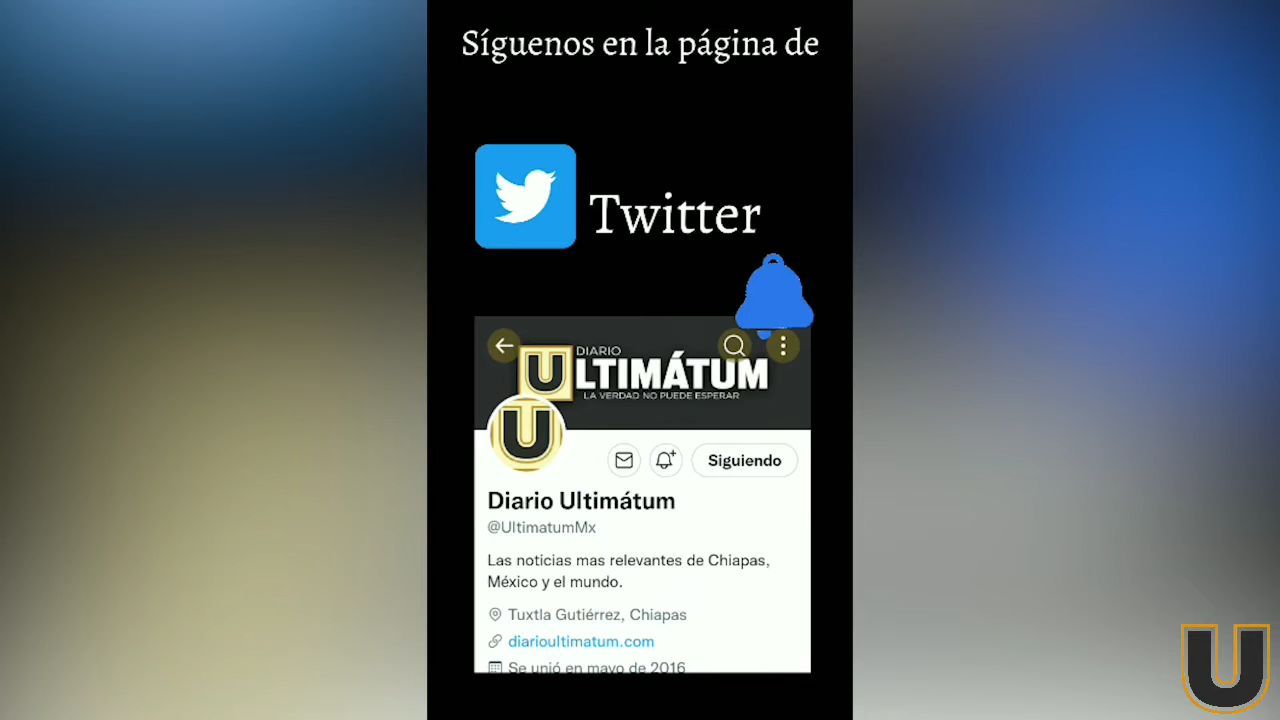 Síguenos en la página de
Twitter
DIARIO
ULTIMÁTUM
LA VERDAD NO PUEDE ESPERAR
U
Siguiendo
Diario Ultimátum
@UltimatumMx
Las noticias mas relevantes de Chiapas,
México y el mundo.
Tuxtla Gutiérrez, Chiapas
diarioultimatum.com
Se unió en mayo de 2016
U